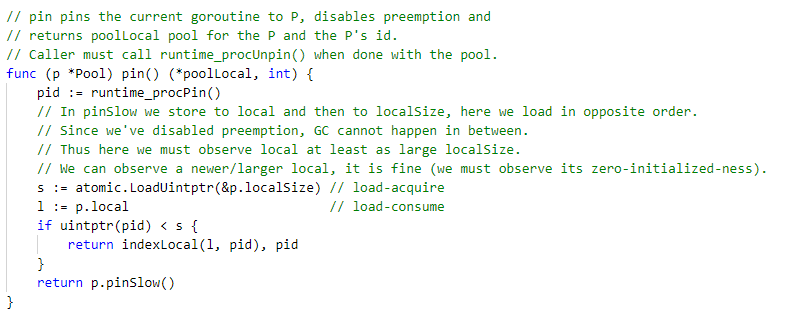 // pin pins the current goroutine to P, disables preemption and
// returns poolLocal pool for the P and the P's id.
// Caller must call runtime_procUnpin() when done with the pool.
func (p *Pool) pin() (*poolLocal, int) {
    pid := runtime_procPin()
    // In pinSlow we store to local and then to localSize, here we load in opposite order.
    // Since we've disabled preemption, GC cannot happen in between.
    // Thus here we must observe local at least as large localSize.
    // We can observe a newer/larger local, it is fine (we must observe its zero-initialized-ness).
    s := atomic.LoadUintptr(&p.localSize) // load-acquire
    l := p.local                          // load-consume
    if uintptr(pid) < s {
        return indexLocal(l, pid), pid
    }
    return p.pinSlow()
}